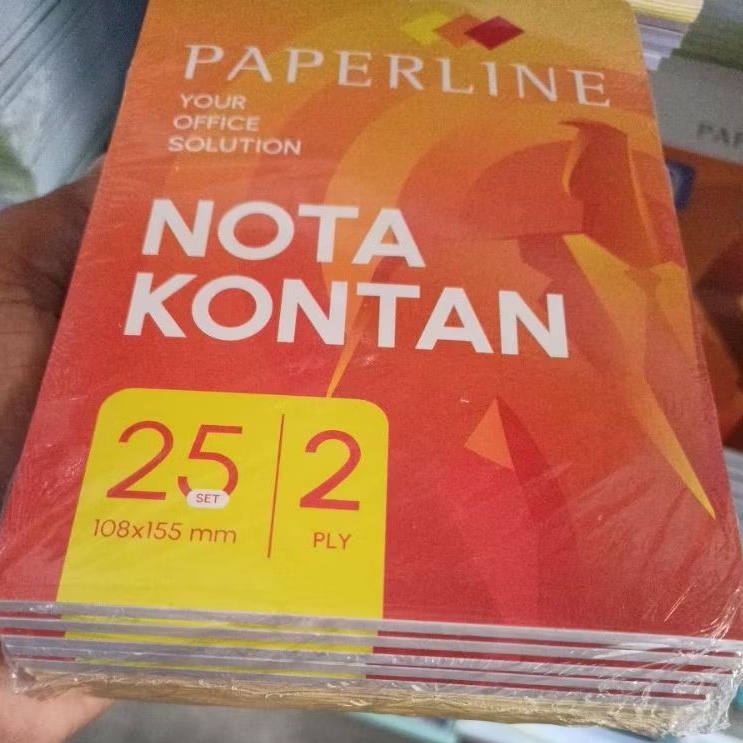 PAPERLINE
YOUR
OFFICE
SOLUTION
NOTA
KONTAN
25
SET
108x155 mm
2
PLY